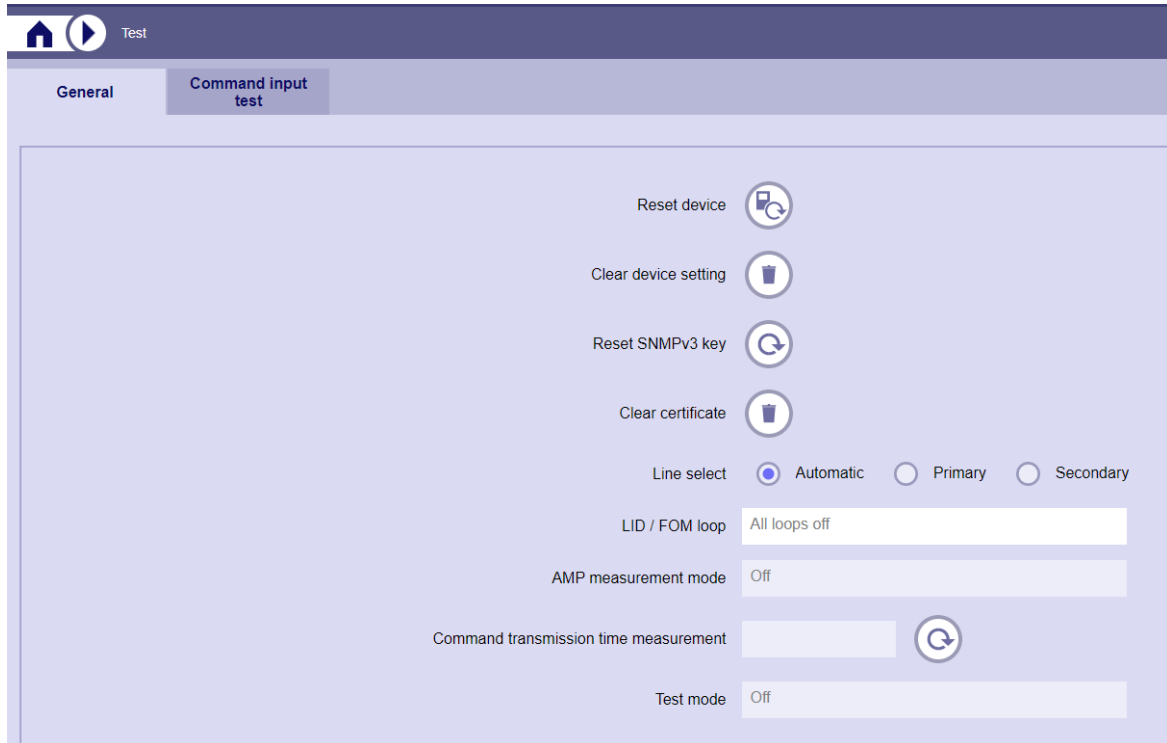 Test
General
Command input
test
Reset device
Clear device setting
Reset SNMPv3 key
Clear certificate
Line select Automatic Primary Secondary
LID / FOM loop All loops off
AMP measurement mode Off
Command transmission time measurement
Test mode Off